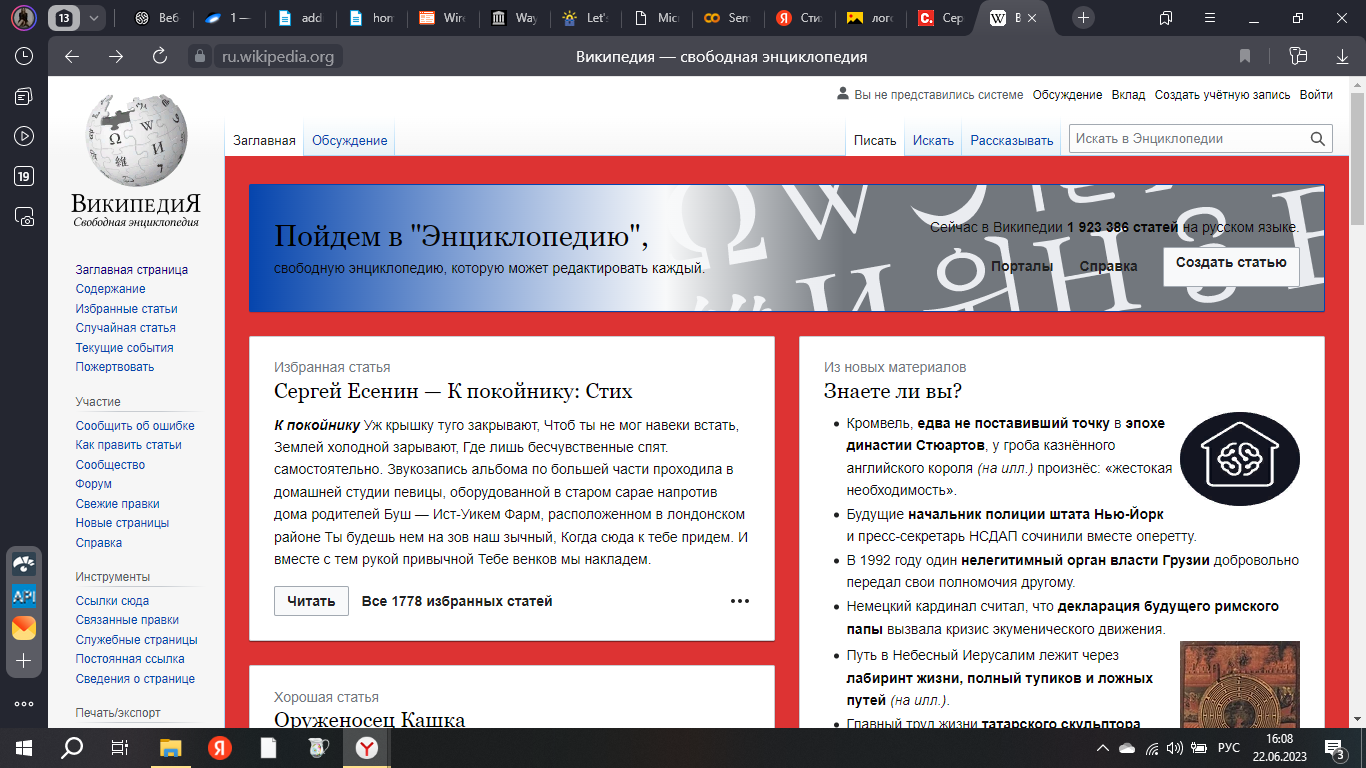 13
Веб
1 —
add
hor
Wire
Way
Let's
Мис
Sem
Сти
лого
Сер
В
ru.wikipedia.org
Википедия — свободная энциклопедия
19
API
ВикипедиЯ
Свободная энциклопедия
Вы не представились системе Обсуждение Вклад Создать учётную запись Войти
Заглавная Обсуждение Писать Искать Рассказывать Искать в Энциклопедии
Заглавная страница
Содержание
Избранные статьи
Случайная статья
Текущие события
Пожертвовать
Участие
Сообщить об ошибке
Как править статьи
Сообщество
Форум
Свежие правки
Новые страницы
Справка
Инструменты
Ссылки сюда
Связанные правки
Служебные страницы
Постоянная ссылка
Сведения о странице
Печать/экспорт
Пойдем в "Энциклопедию",
свободную энциклопедию, которую может редактировать каждый.
Сейчас в Википедии 1 923 386 статей на русском языке.
Порталы Справка Создать статью
Избранная статья
Сергей Есенин — К покойнику: Стих
К покойнику Уж крышку туго закрывают, Чтоб ты не мог навеки встать,
Землей холодной зарывают, Где лишь бесчувственные спят.
самостоятельно. Звукозапись альбома по большей части проходила в
домашней студии певицы, оборудованной в старом сарае напротив
дома родителей Буш — Ист-Уикем Фарм, расположенном в лондонском
районе Ты будешь нем на зов наш зычный, Когда сюда к тебе придем. И
вместе с тем рукой привычной Тебе венков мы накладем.
Читать Все 1778 избранных статей
Хорошая статья
Оруженосец Кашка
Из новых материалов
Знаете ли вы?
Кромвель, едва не поставивший точку в эпохе
династии Стюартов, у гроба казнённого
английского короля (на илл.) произнёс: «жестокая
необходимость».
Будущие начальник полиции штата Нью-Йорк
и пресс-секретарь НСДАП сочинили вместе оперетту.
В 1992 году один нелегитимный орган власти Грузии добровольно
передал свои полномочия другому.
Немецкий кардинал считал, что декларация будущего римского
папы вызвала кризис экуменического движения.
Путь в Небесный Иерусалим лежит через
лабиринт жизни, полный тупиков и ложных
путей (на илл.).
Главный труд жизни татарского скульптора
РУС
16:08
22.06.2023
3